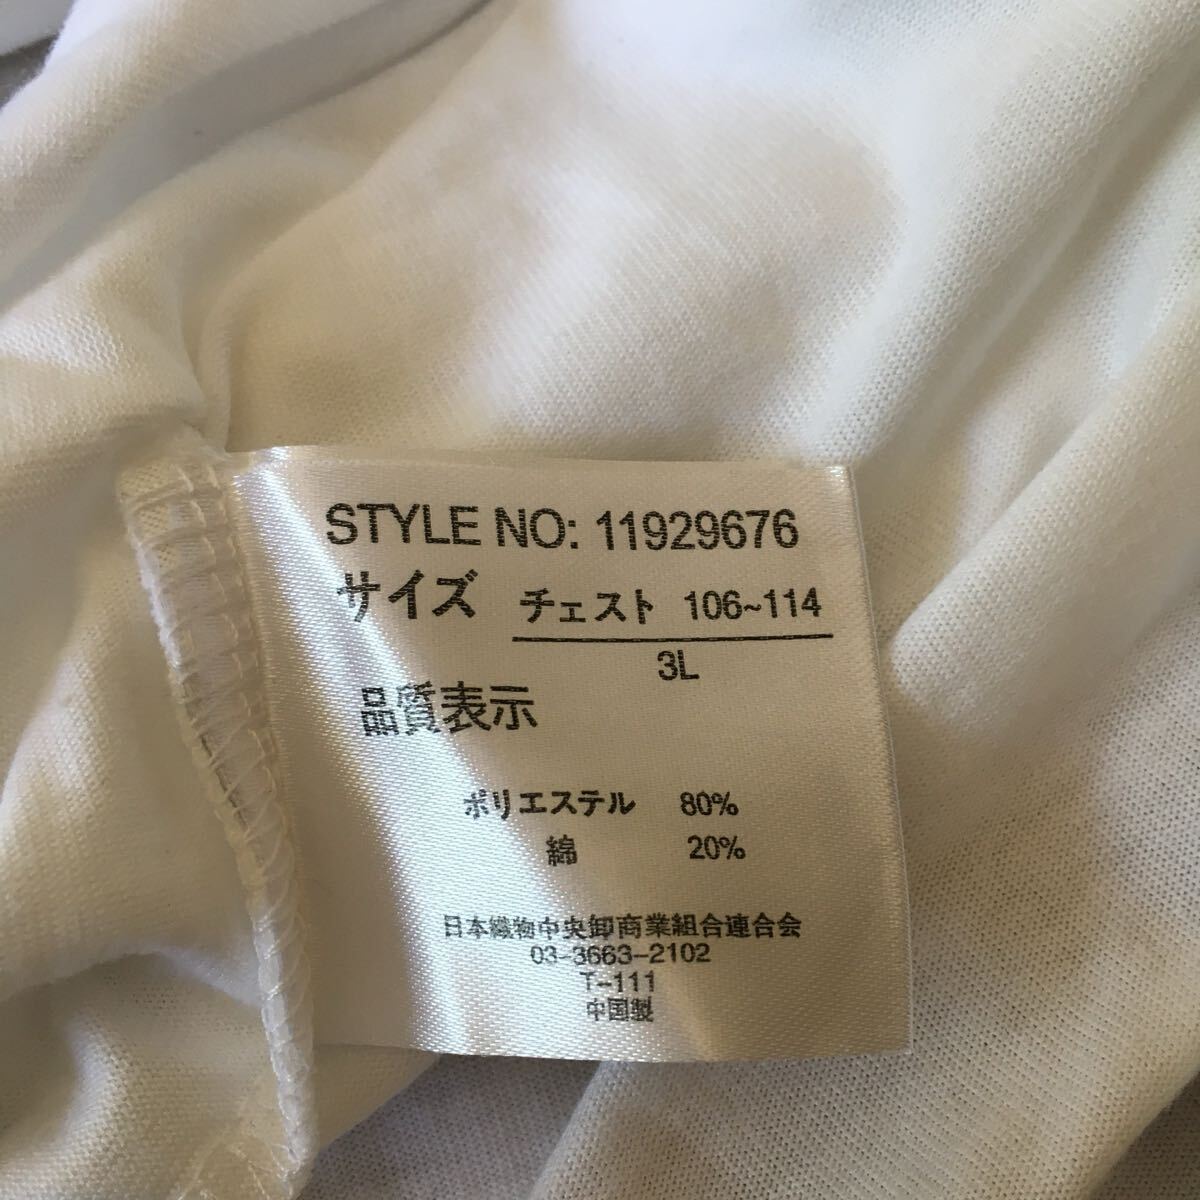 STYLE NO: 11929676
サイズ チェスト 106~114
3L
品質表示
ポリエステル 80%
綿 20%
日本織物中央卸商業組合連合会
03-3663-2102
T-111
中国製